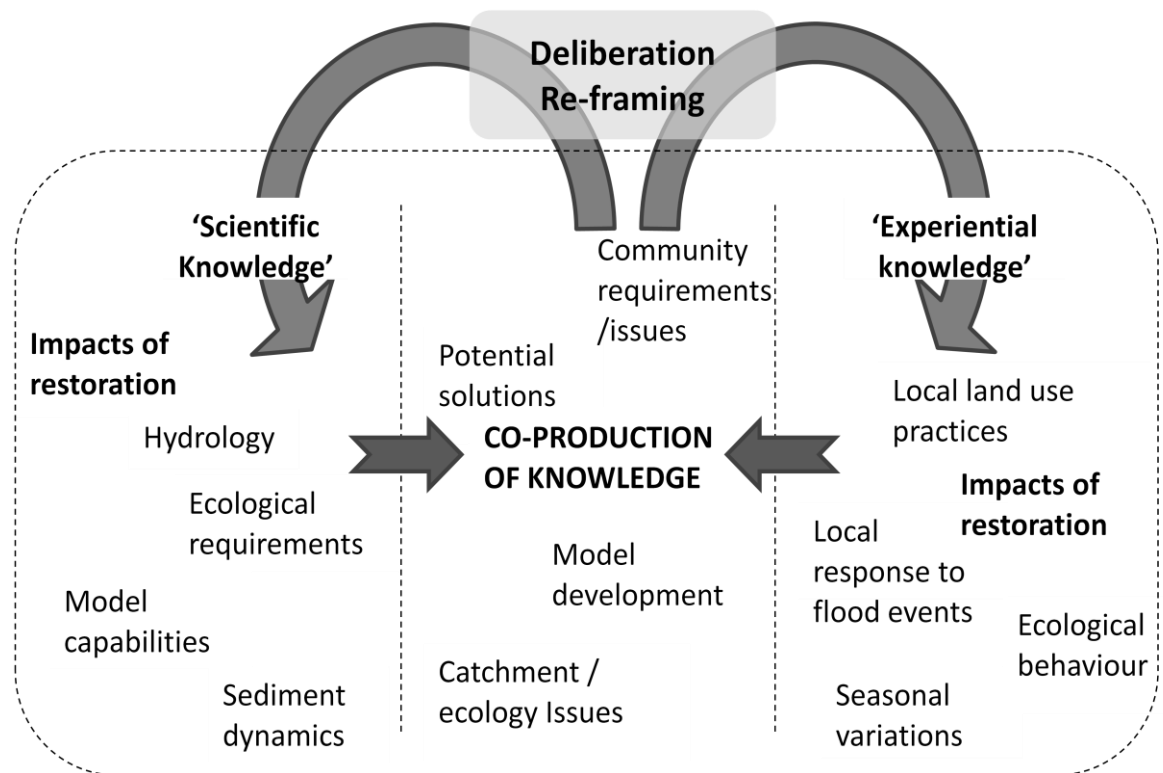 Deliberation
Re-framing
‘Scientific
Knowledge’
Impacts of
restoration
Hydrology
Ecological
requirements
Model
capabilities
Sediment
dynamics
Community
requirements
/issues
Potential
solutions
CO-PRODUCTION
OF KNOWLEDGE
Model
development
Catchment /
ecology Issues
‘Experiential
knowledge’
Local land use
practices
Impacts of
restoration
Local
response to
flood events
Ecological
behaviour
Seasonal
variations